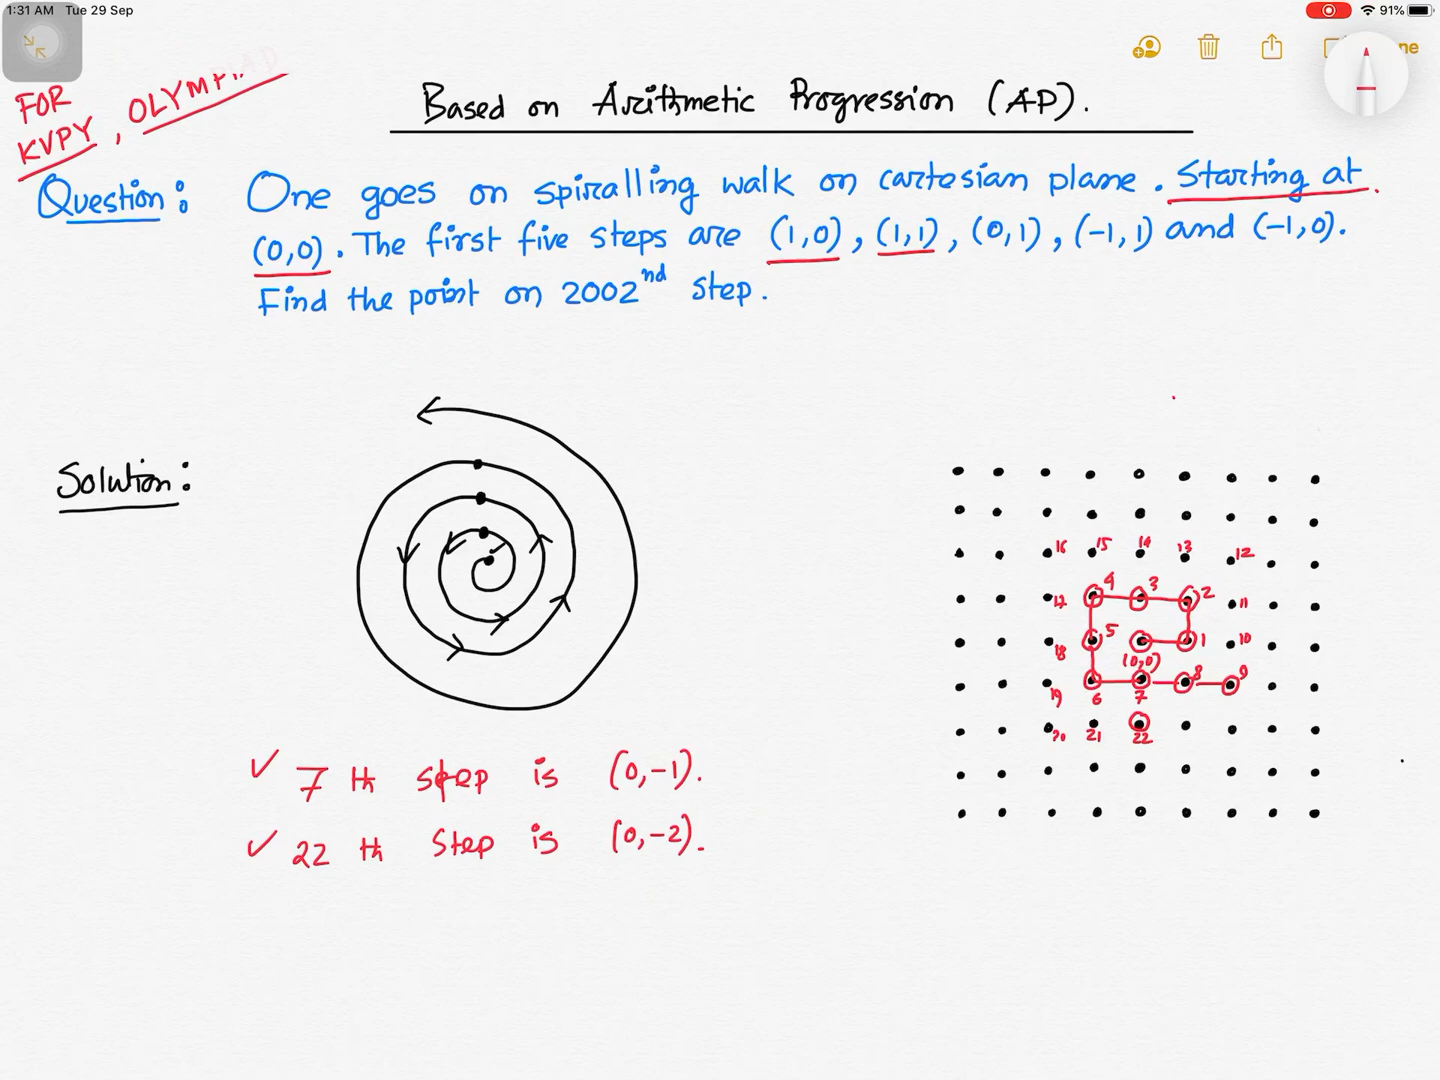 1:31 AM Tue 29 Sep
91%
FOR
KVPY, OLYMPIAD
Based on Arithmetic Progression (AP).
Question: One goes on spiralling walk on cartesian plane. Starting at
(0,0). The first five steps are (1,0), (1,1), (0,1), (-1,1) and (-1,0).
Find the point on 2002nd step.
Solution:
16 15 14 13 12
17 4 3 2 11
18 5 (0,0) 1 10
19 6 7 8 9
20 21 22
7 th step is (0,-1).
22 th step is (0,-2).